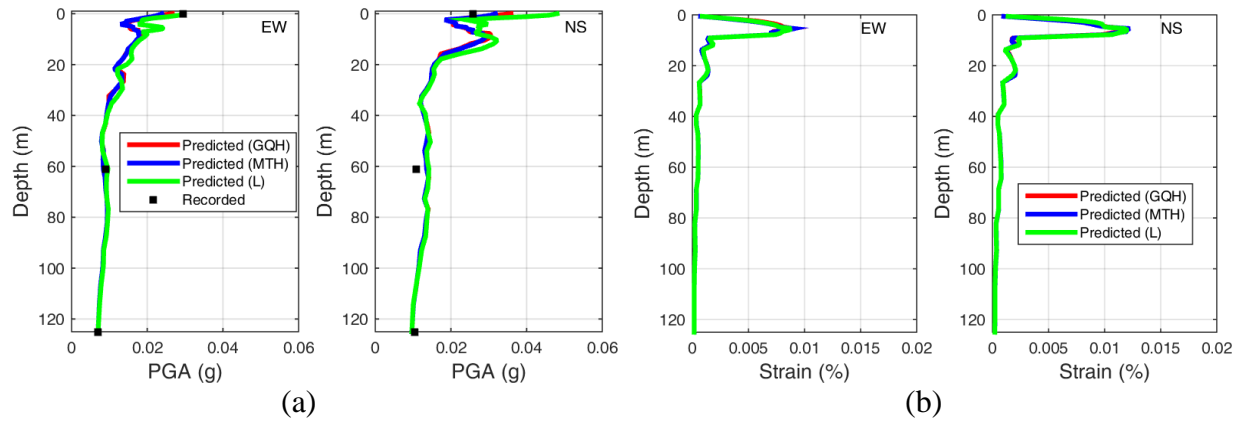 0
20
40
60
80
100
120
Depth (m)
EW
Predicted (GQH)
Predicted (MTH)
Predicted (L)
Recorded
0 0.02 0.04 0.06
PGA (g)
0
20
40
60
80
100
120
Depth (m)
NS
0 0.02 0.04 0.06
PGA (g)
(a)
0
20
40
60
80
100
120
Depth (m)
EW
0 0.005 0.01 0.015 0.02
Strain (%)
0
20
40
60
80
100
120
Depth (m)
NS
Predicted (GQH)
Predicted (MTH)
Predicted (L)
0 0.005 0.01 0.015 0.02
Strain (%)
(b)